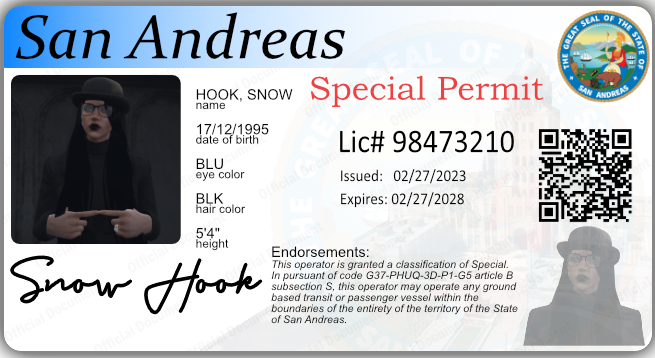 San Andreas
THE GREAT SEAL OF THE STATE OF SAN ANDREAS
HOOK, SNOW
name
Special Permit
17/12/1995
date of birth
Lic# 98473210
BLU
eye color
Issued: 02/27/2023
BLK
hair color
Expires: 02/27/2028
5'4"
height
Snow Hook
Endorsements:
This operator is granted a classification of Special.
In pursuant of code G37-PHUQ-3D-P1-G5 article B
subsection S, this operator may operate any ground
based transit or passenger vessel within the
boundaries of the entirety of the territory of the State
of San Andreas.